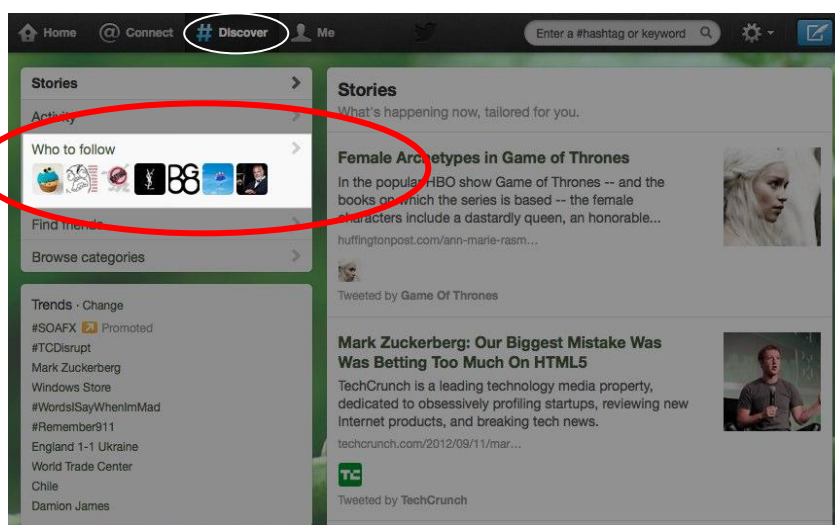 Home @ Connect # Discover Me Enter a #hashtag or keyword
Stories
Activity
Who to follow
Find friends
Browse categories
Trends · Change
#SOAFX Promoted
#TCDisrupt
Mark Zuckerberg
Windows Store
#WordsISayWhenImMad
#Remember911
England 1-1 Ukraine
World Trade Center
Chile
Damion James
Stories
What's happening now, tailored for you.
Female Archetypes in Game of Thrones
In the popular HBO show Game of Thrones -- and the
books on which the series is based -- the female
characters include a dastardly queen, an honorable...
huffingtonpost.com/ann-marie-rasm...
Tweeted by Game Of Thrones
Mark Zuckerberg: Our Biggest Mistake Was
Was Betting Too Much On HTML5
TechCrunch is a leading technology media property,
dedicated to obsessively profiling startups, reviewing new
Internet products, and breaking tech news.
techcrunch.com/2012/09/11/mar...
TC
Tweeted by TechCrunch